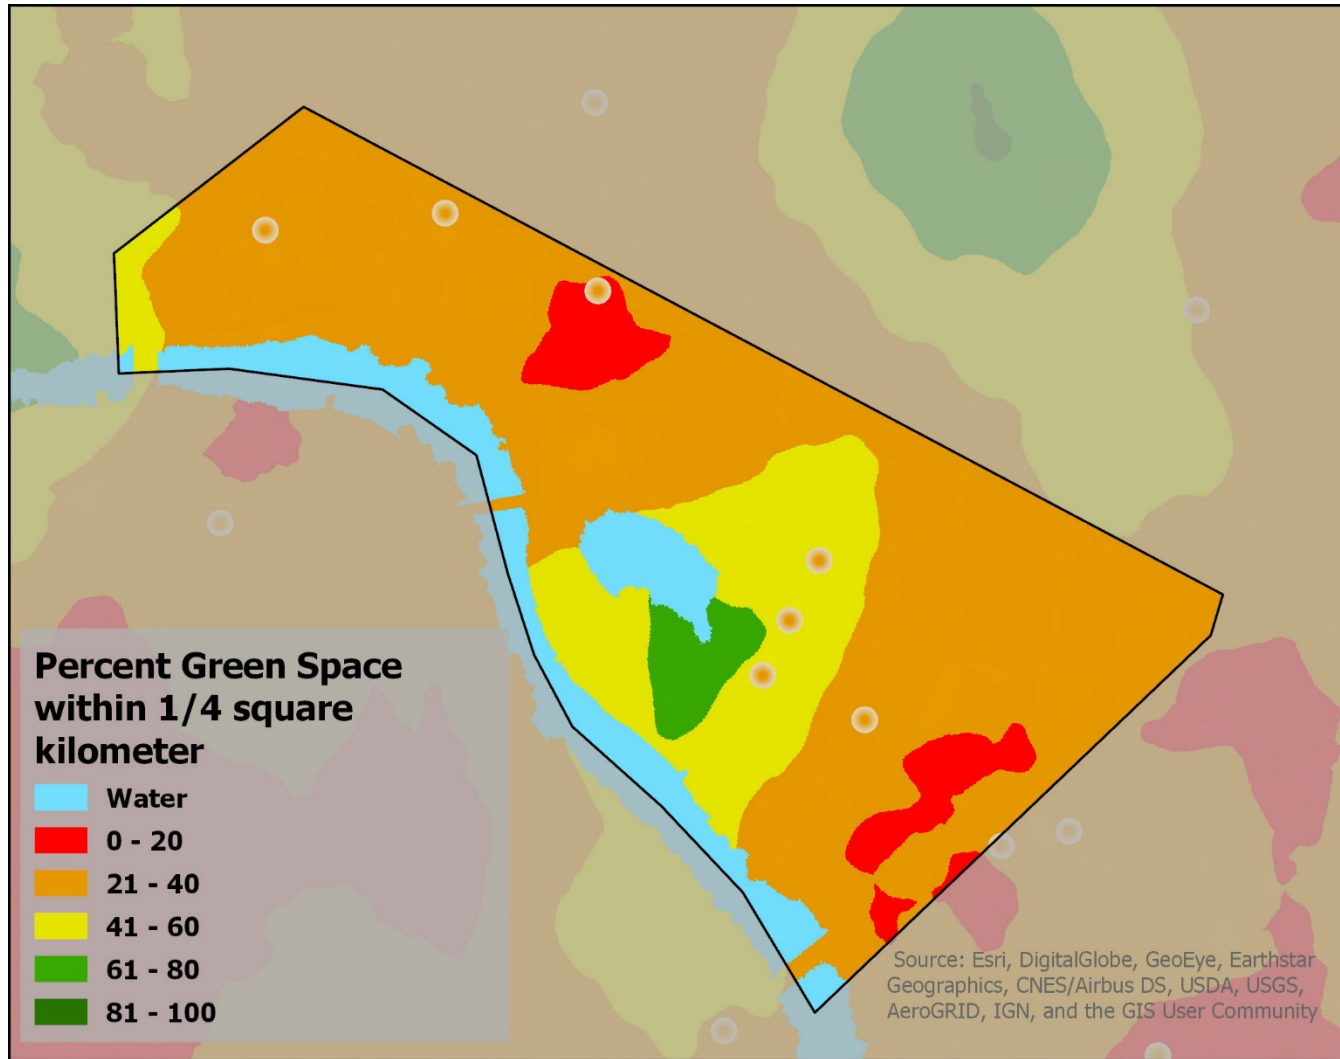 Percent Green Space
within 1/4 square
kilometer
Water
0 - 20
21 - 40
41 - 60
61 - 80
81 - 100
Source: Esri, DigitalGlobe, GeoEye, Earthstar
Geographics, CNES/Airbus DS, USDA, USGS,
AeroGRID, IGN, and the GIS User Community